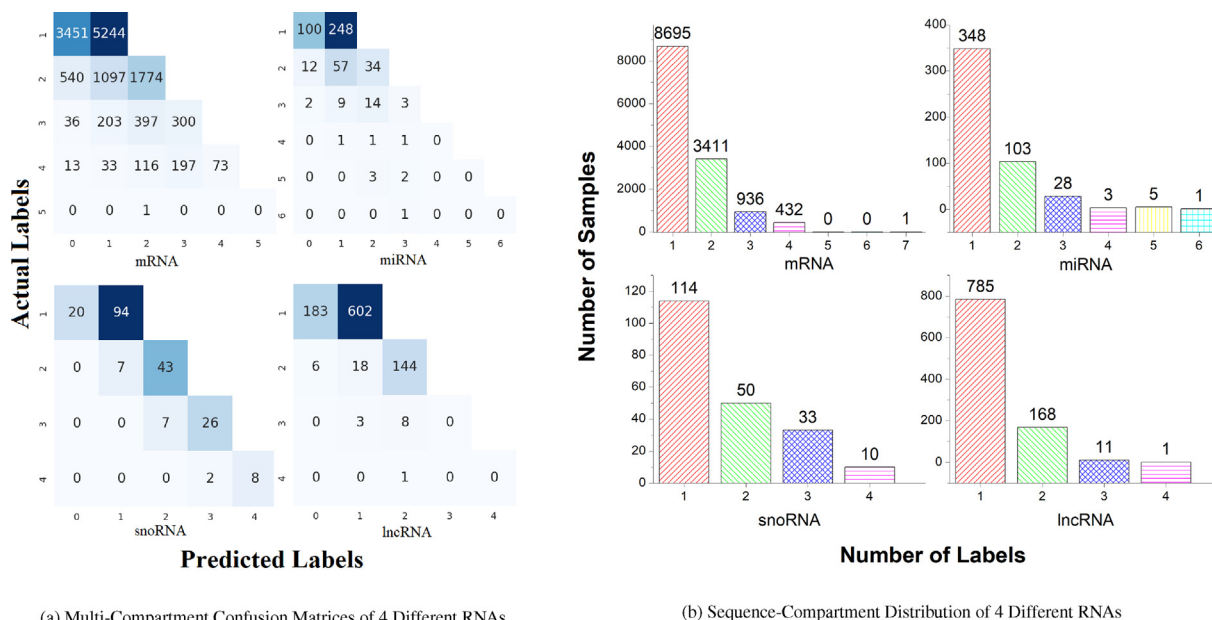 Actual Labels
1 3451 5244
2 540 1097 1774
3 36 203 397 300
4 13 33 116 197 73
5 0 0 1 0 0 0
0 1 2 3 4 5
mRNA
1 100 248
2 12 57 34
3 2 9 14 3
4 0 1 1 1 0
5 0 0 3 2 0 0
6 0 0 0 1 0 0 0
0 1 2 3 4 5 6
miRNA
1 20 94
2 0 7 43
3 0 0 7 26
4 0 0 0 2 8
0 1 2 3 4
snoRNA
1 183 602
2 6 18 144
3 0 3 8 0
4 0 0 1 0 0
0 1 2 3 4
lncRNA
Predicted Labels
(a) Multi-Compartment Confusion Matrices of 4 Different RNAs
Number of Samples
8000
6000
4000
2000
0
8695 3411 936 432 0 0 1
1 2 3 4 5 6 7
mRNA
400
300
200
100
0
348 103 28 3 5 1
1 2 3 4 5 6
miRNA
120
100
80
60
40
20
0
114 50 33 10
1 2 3 4
snoRNA
800
600
400
200
0
785 168 11 1
1 2 3 4
lncRNA
Number of Labels
(b) Sequence-Compartment Distribution of 4 Different RNAs